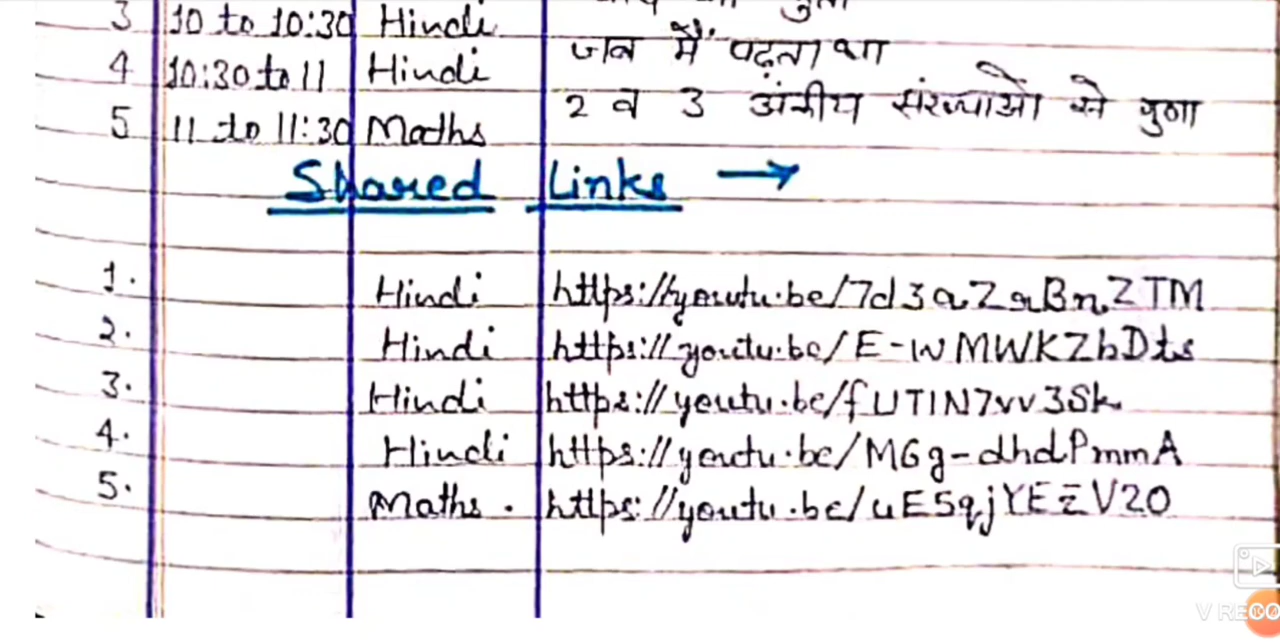 3 10 to 10:30 Hindi
जब मैं पढ़ता था
4 10:30 to 11 Hindi
2 व 3 अंकीय संख्याओं से गुणा
5 11 to 11:30 Maths
Shared Links →
1. Hindi https://youtu.be/7d3aZaBnZTM
2. Hindi https://youtu.be/E-wMWKZbDts
3. Hindi https://youtu.be/fUTIN7vv3Sk
4. Hindi https://youtu.be/MGg-dhdPmmA
5. Maths. https://youtu.be/uESqjYEzV20
V RECO